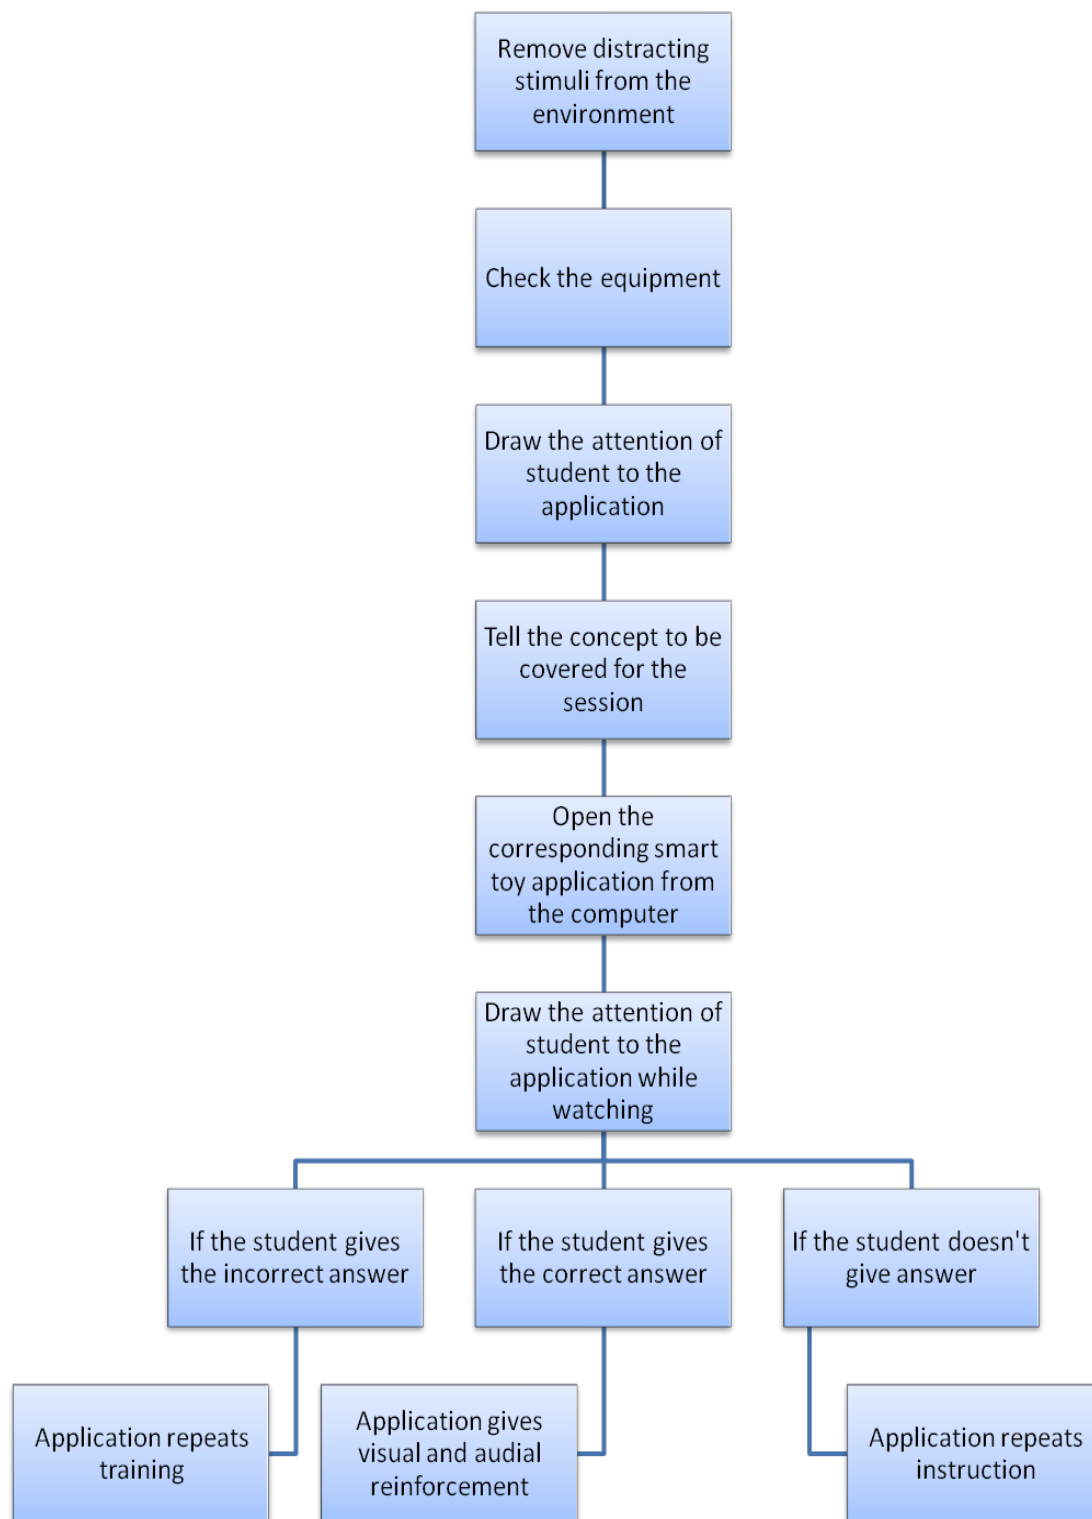 Remove distracting
stimuli from the
environment
Check the equipment
Draw the attention of
student to the
application
Tell the concept to be
covered for the
session
Open the
corresponding smart
toy application from
the computer
Draw the attention of
student to the
application while
watching
If the student gives
the incorrect answer
If the student gives
the correct answer
If the student doesn't
give answer
Application repeats
training
Application gives
visual and audial
reinforcement
Application repeats
instruction